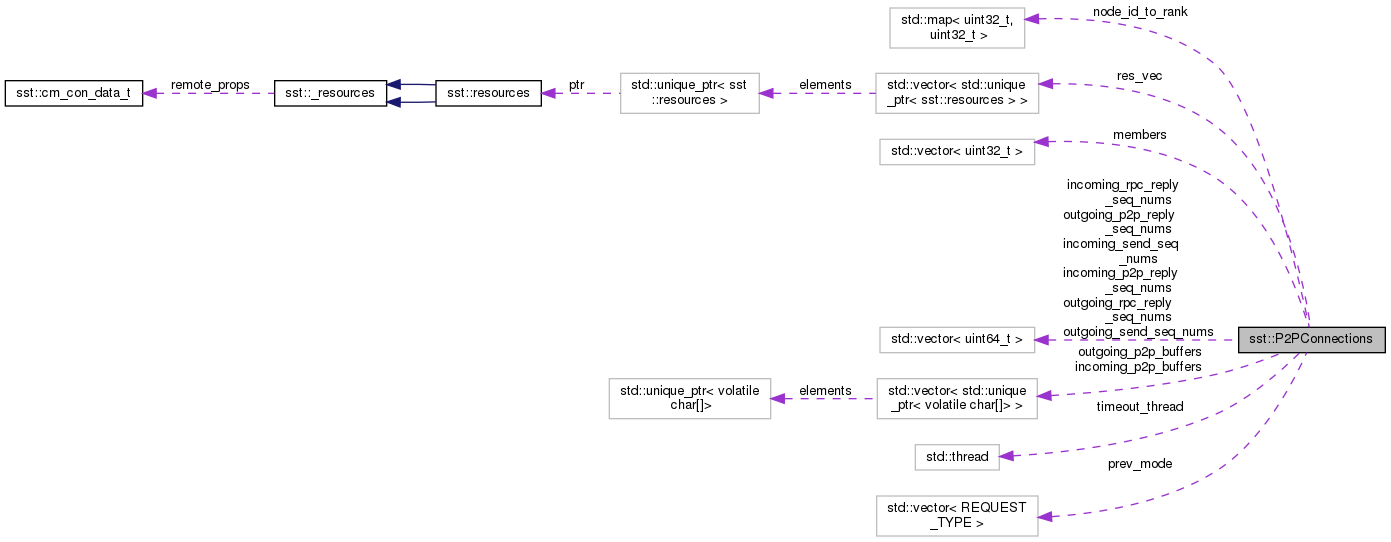 std::map< uint32_t,
uint32_t >
node_id_to_rank
sst::cm_con_data_t
remote_props
sst::_resources
sst::resources
ptr
std::unique_ptr< sst
::resources >
elements
std::vector< std::unique
_ptr< sst::resources > >
res_vec
std::vector< uint32_t >
members
incoming_rpc_reply
_seq_nums
outgoing_p2p_reply
_seq_nums
incoming_send_seq
_nums
incoming_p2p_reply
_seq_nums
outgoing_rpc_reply
_seq_nums
outgoing_send_seq_nums
std::vector< uint64_t >
sst::P2PConnections
outgoing_p2p_buffers
incoming_p2p_buffers
std::unique_ptr< volatile
char[]>
elements
std::vector< std::unique
_ptr< volatile char[]> >
timeout_thread
std::thread
prev_mode
std::vector< REQUEST
_TYPE >